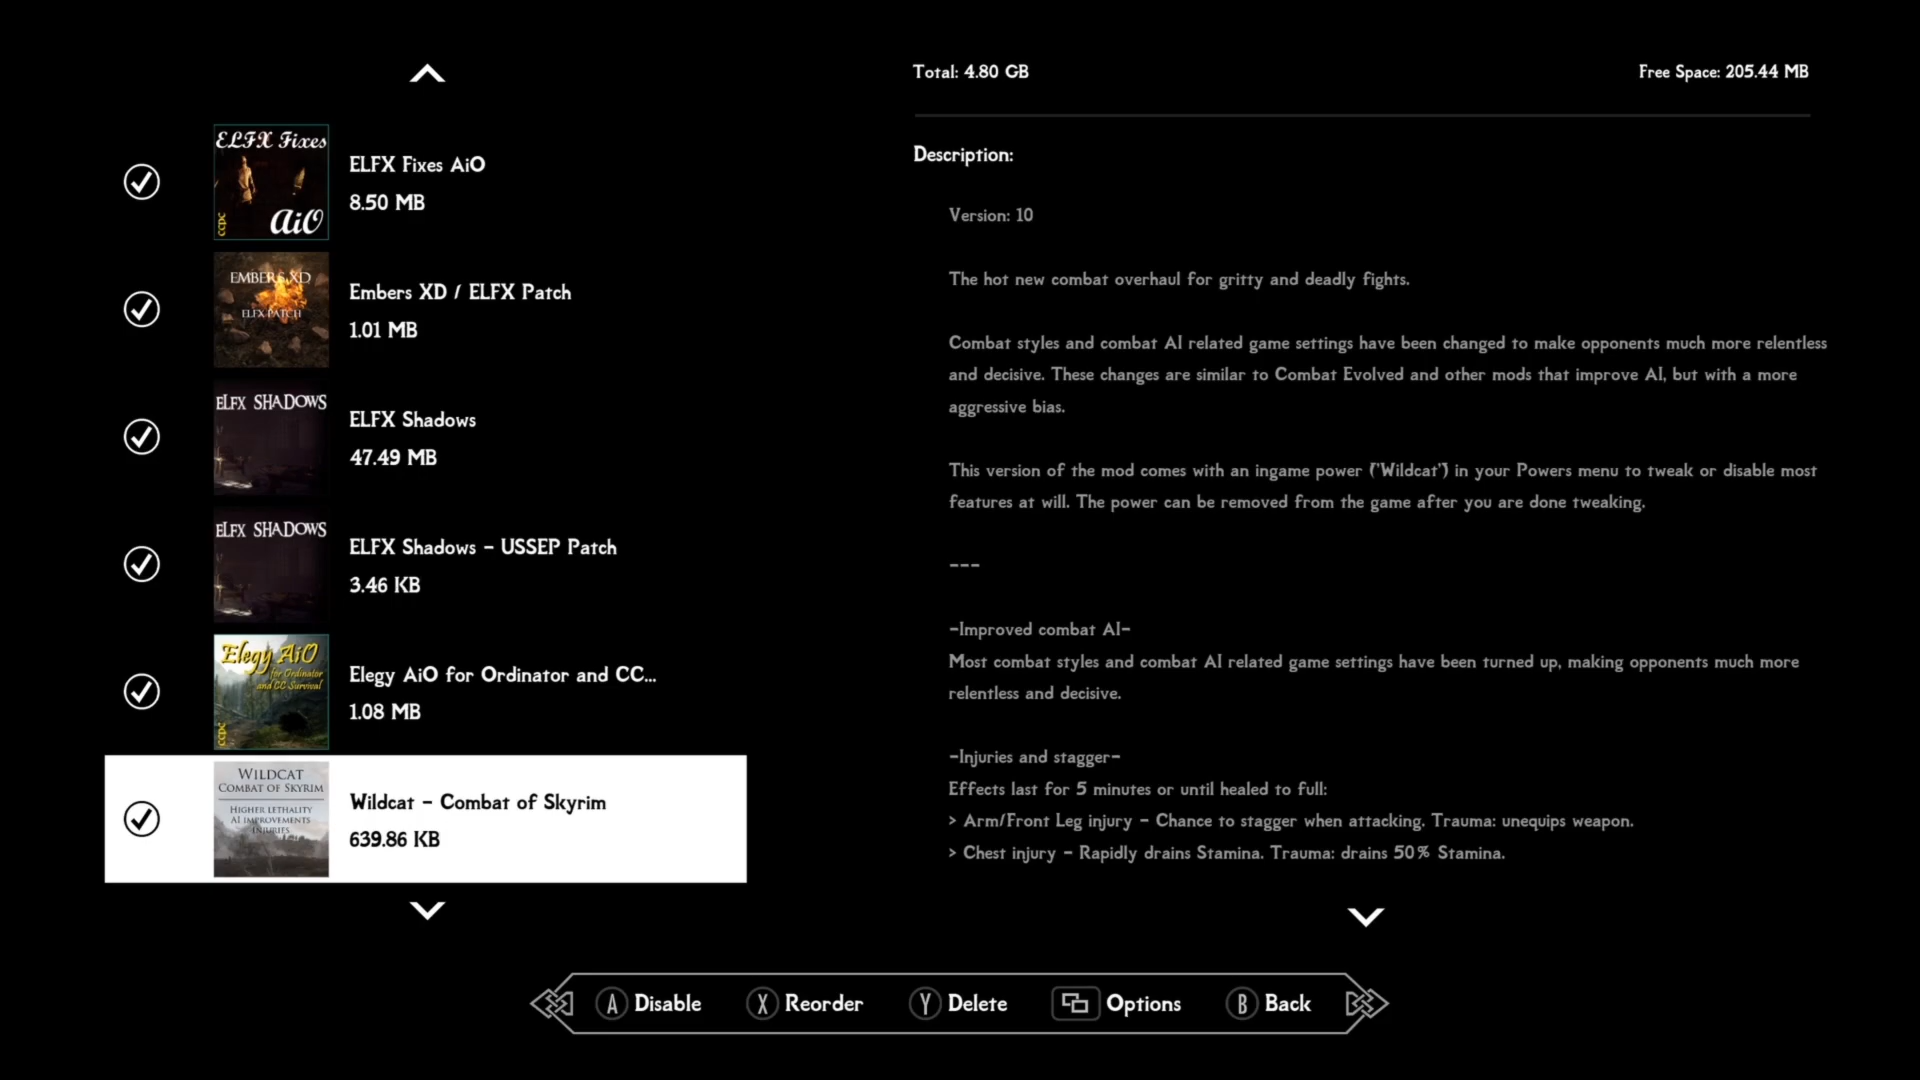 Total: 4.80 GB
Free Space: 205.44 MB
ELFX Fixes
AiO
ccpc
ELFX Fixes AiO
8.50 MB
EMBERS XD
ELFX PATCH
Embers XD / ELFX Patch
1.01 MB
ELFX SHADOWS
ELFX Shadows
47.49 MB
ELFX SHADOWS
ELFX Shadows - USSEP Patch
3.46 KB
Elegy AiO
for Ordinator
and CC Survival
ccpc
Elegy AiO for Ordinator and CC...
1.08 MB
WILDCAT
COMBAT OF SKYRIM
HIGHER LETHALITY
AI IMPROVEMENTS
INJURIES
Wildcat - Combat of Skyrim
639.86 KB
Description:
Version: 10
The hot new combat overhaul for gritty and deadly fights.
Combat styles and combat AI related game settings have been changed to make opponents much more relentless
and decisive. These changes are similar to Combat Evolved and other mods that improve AI, but with a more
aggressive bias.
This version of the mod comes with an ingame power ("Wildcat") in your Powers menu to tweak or disable most
features at will. The power can be removed from the game after you are done tweaking.
---
-Improved combat AI-
Most combat styles and combat AI related game settings have been turned up, making opponents much more
relentless and decisive.
-Injuries and stagger-
Effects last for 5 minutes or until healed to full:
> Arm/Front Leg injury - Chance to stagger when attacking. Trauma: unequips weapon.
> Chest injury - Rapidly drains Stamina. Trauma: drains 50% Stamina.
A Disable
X Reorder
Y Delete
Options
B Back